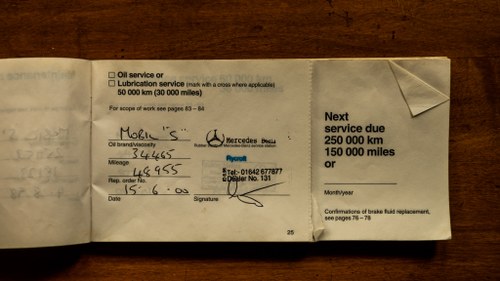 Oil service or
Lubrication service (mark with a cross where applicable)
50 000 km (30 000 miles)
For scope of work see pages 83 – 84
MOBIL "S"
Mercedes Benz
Oil brand/viscosity
34465
Mileage
Rycroft
48955
Tel:- 01642 677877
Rep. order No.
Dealer No. 131
15. 6. 00
Date
Signature
25
Next
service due
250 000 km
150 000 miles
or
Month/year
Confirmations of brake fluid replacement,
see pages 76 – 78